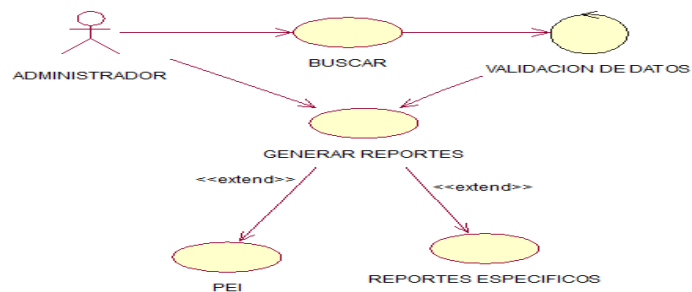 BUSCAR
ADMINISTRADOR
VALIDACION DE DATOS
GENERAR REPORTES
<<extend>>
<<extend>>
PEI
REPORTES ESPECIFICOS